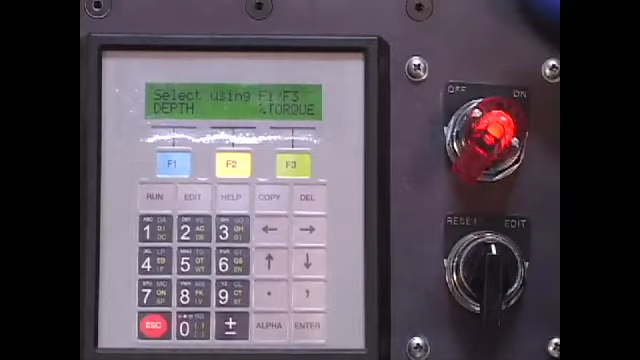 Select using F1/F3
DEPTH %TORQUE
F1 F2 F3
RUN EDIT HELP COPY DEL
1 2 3 ← →
4 5 6 ↑ ↓
7 8 9 . ,
ESC 0 ± ALPHA ENTER
OFF ON
RESET EDIT